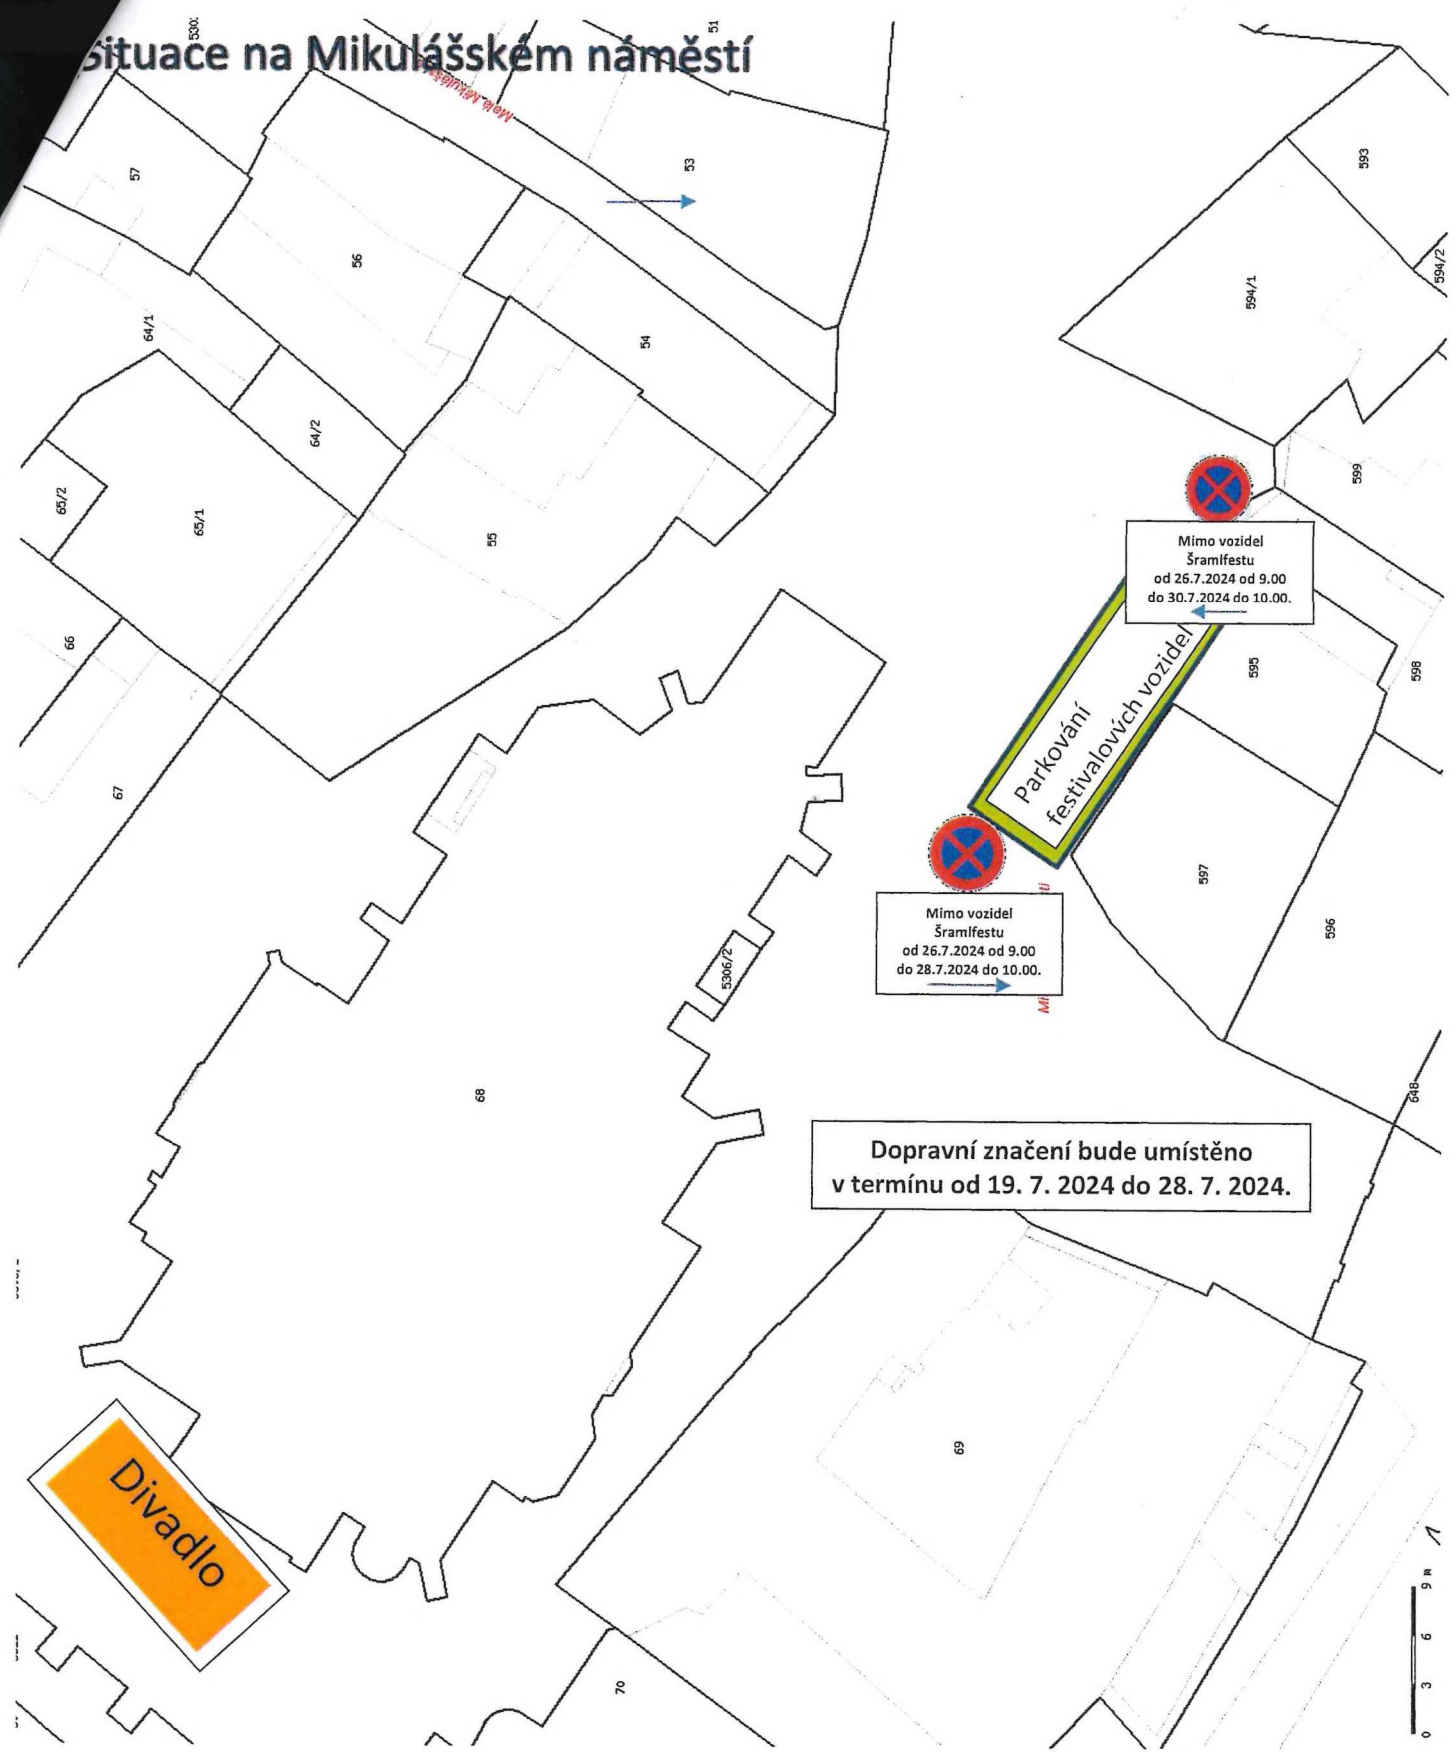 Situace na Mikulášském náměstí
51
53
57
56
54
64/1
64/2
65/2
65/1
55
66
67
593
594/2
594/1
599
Mimo vozidel
Šramlfestu
od 26.7.2024 od 9.00
do 30.7.2024 do 10.00.
595
598
Parkování
festivalových vozidel
597
596
Mimo vozidel
Šramlfestu
od 26.7.2024 od 9.00
do 28.7.2024 do 10.00.
5306/2
68
648
Dopravní značení bude umístěno
v termínu od 19. 7. 2024 do 28. 7. 2024.
69
Divadlo
70
0 3 6 9 m